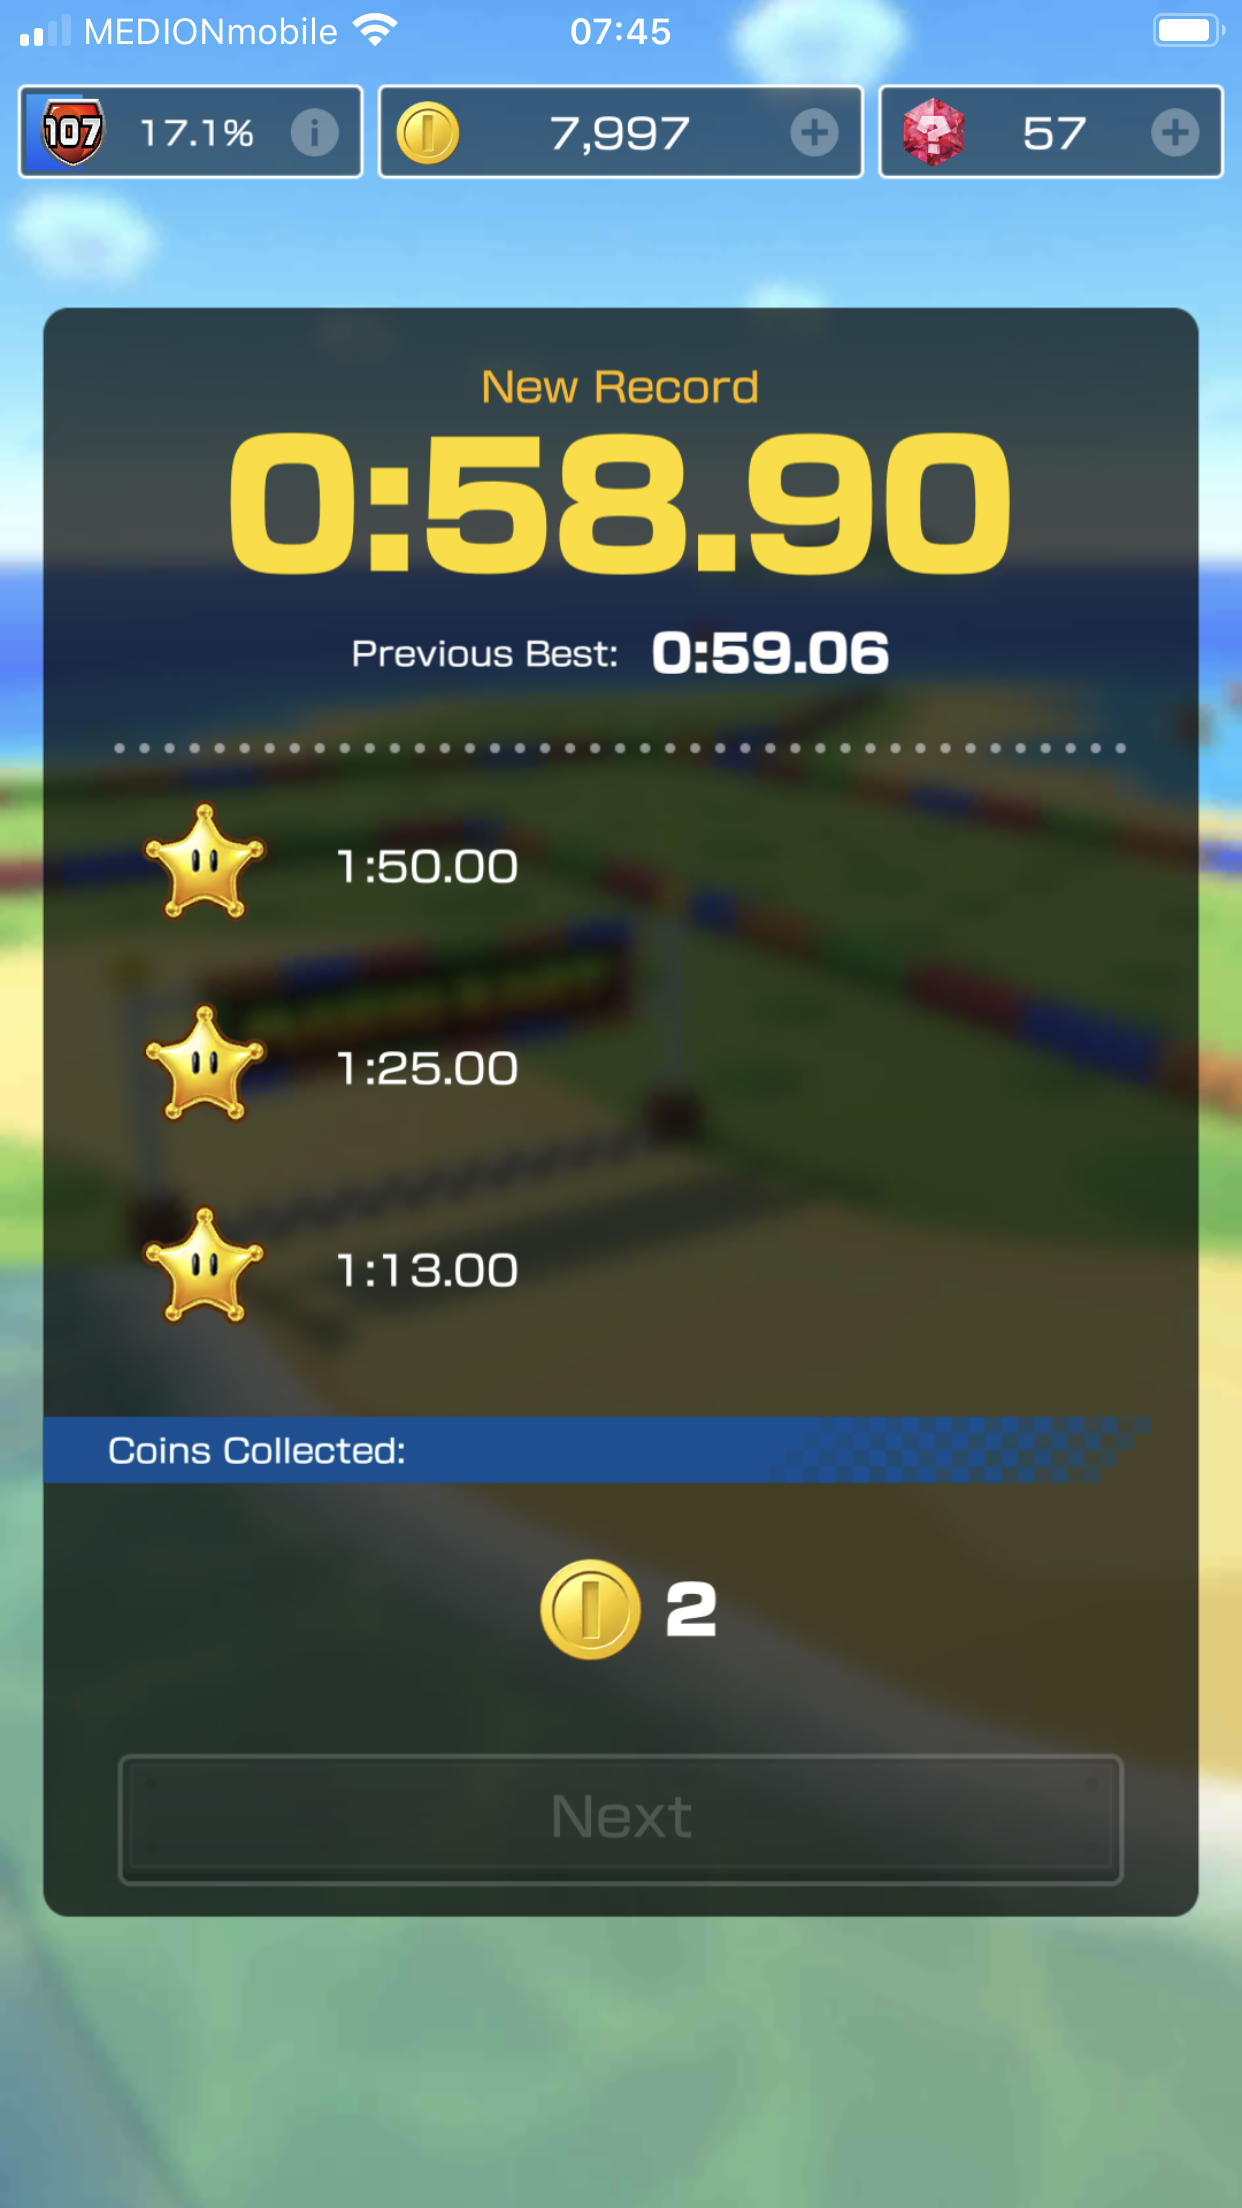 MEDIONmobile 07:45
107 17.1% i 7,997 + ? 57 +
New Record
0:58.90
Previous Best: 0:59.06
1:50.00
1:25.00
1:13.00
Coins Collected:
2
Next